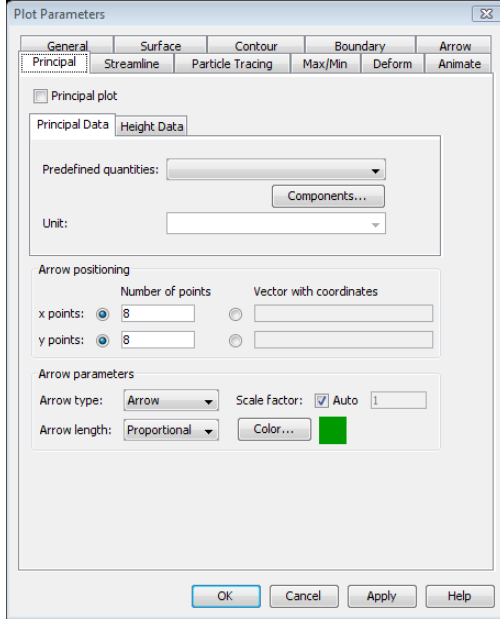 Plot Parameters
General Surface Contour Boundary Arrow
Principal Streamline Particle Tracing Max/Min Deform Animate
Principal plot
Principal Data Height Data
Predefined quantities:
Components...
Unit:
Arrow positioning
Number of points Vector with coordinates
x points: 8
y points: 8
Arrow parameters
Arrow type: Arrow Scale factor: Auto 1
Arrow length: Proportional Color...
OK Cancel Apply Help